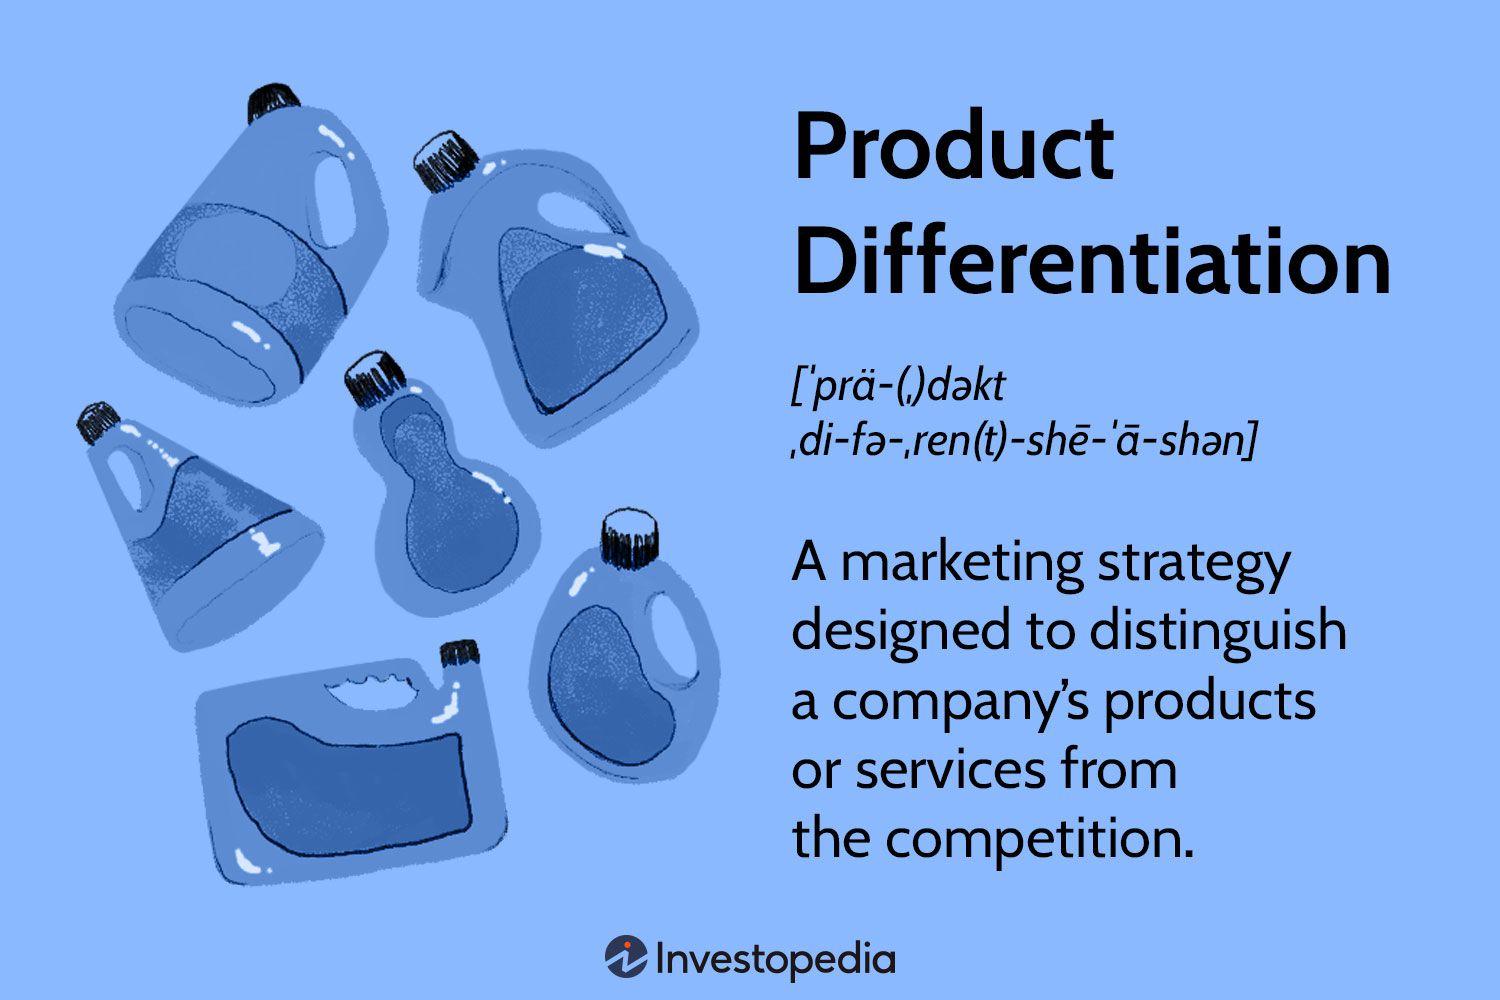 Product
Differentiation
[ˈprä-(ˌ)dəkt
ˌdi-fə-ˌren(t)-shē-ˈā-shən]
A marketing strategy
designed to distinguish
a company’s products
or services from
the competition.
Investopedia